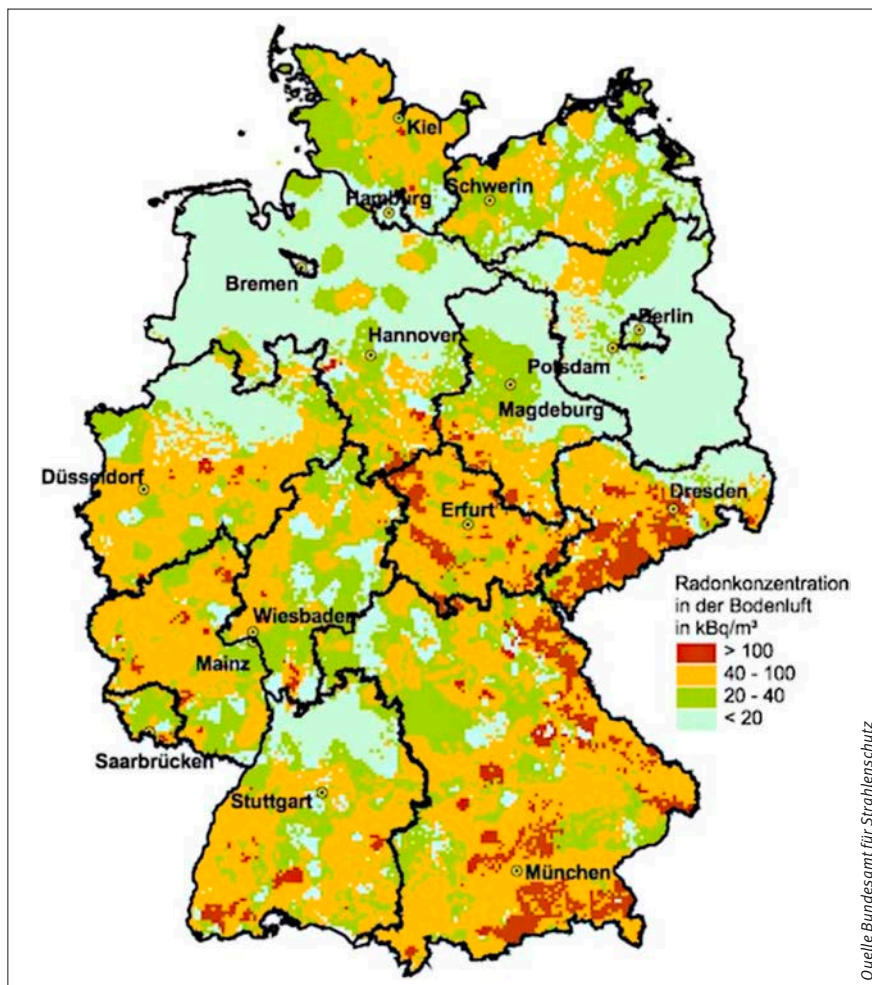 Kiel
Schwerin
Hamburg
Bremen
Berlin
Hannover
Potsdam
Magdeburg
Düsseldorf
Dresden
Erfurt
Radonkonzentration
in der Bodenluft
in kBq/m³
> 100
40 - 100
20 - 40
< 20
Wiesbaden
Mainz
Saarbrücken
Stuttgart
München
Quelle Bundesamt für Strahlenschutz